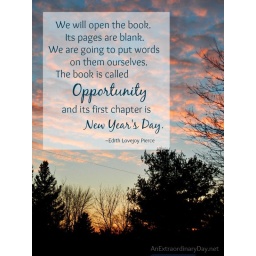 We will open the book.
Its pages are blank.
We are going to put words
on them ourselves.
The book is called
Opportunity
and its first chapter is
New Year's Day.
~Edith Lovejoy Pierce
AnExtraordinaryDay.net